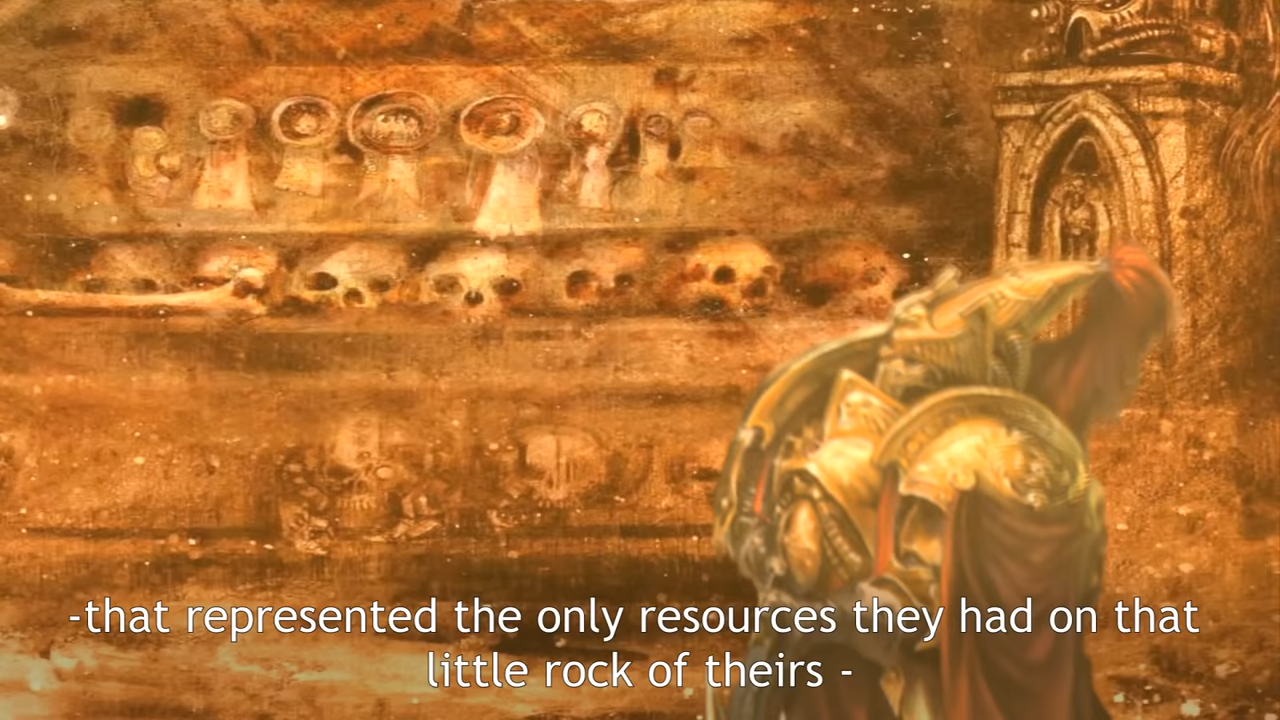 -that represented the only resources they had on that
little rock of theirs -